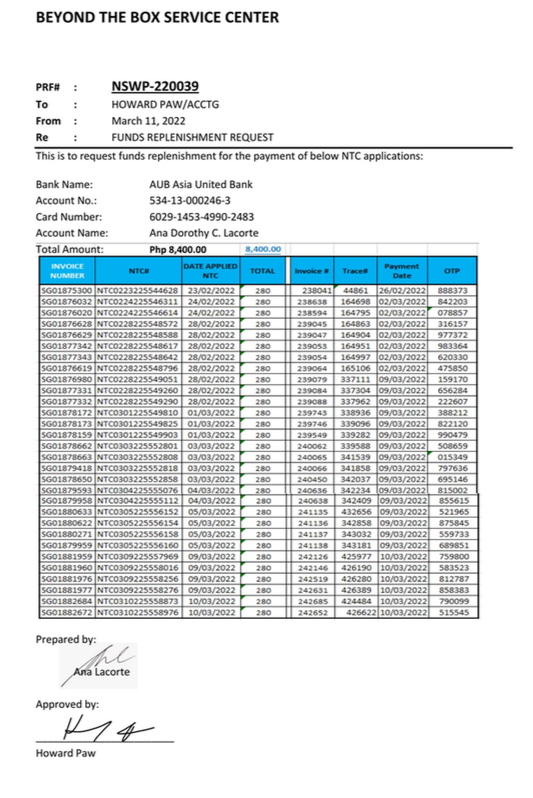 BEYOND THE BOX SERVICE CENTER
PRF# : NSWP-220039
To : HOWARD PAW/ACCTG
From : March 11, 2022
Re : FUNDS REPLENISHMENT REQUEST
This is to request funds replenishment for the payment of below NTC applications:
Bank Name: AUB Asia United Bank
Account No.: 534-13-000246-3
Card Number: 6029-1453-4990-2483
Account Name: Ana Dorothy C. Lacorte
Total Amount: Php 8,400.00 8,400.00
INVOICE NUMBER NTC# DATE APPLIED NTC TOTAL Invoice # Trace# Payment Date OTP
SG01875300 NTC0223225544628 23/02/2022 280 238041 44861 26/02/2022 888373
SG01876032 NTC0224225546311 24/02/2022 280 238638 164698 02/03/2022 842203
SG01876020 NTC0224225546614 24/02/2022 280 238594 164795 02/03/2022 078857
SG01876628 NTC0228225548572 28/02/2022 280 239045 164863 02/03/2022 316157
SG01876629 NTC0228225548588 28/02/2022 280 239047 164904 02/03/2022 977372
SG01877342 NTC0228225548617 28/02/2022 280 239053 164951 02/03/2022 983364
SG01877343 NTC0228225548642 28/02/2022 280 239054 164997 02/03/2022 620330
SG01876619 NTC0228225548796 28/02/2022 280 239064 165106 02/03/2022 475850
SG01876980 NTC0228225549051 28/02/2022 280 239079 337111 09/03/2022 159170
SG01877331 NTC0228225549260 28/02/2022 280 239084 337304 09/03/2022 656284
SG01877332 NTC0228225549290 28/02/2022 280 239088 337962 09/03/2022 222607
SG01878172 NTC0301225549810 01/03/2022 280 239743 338936 09/03/2022 388212
SG01878173 NTC0301225549825 01/03/2022 280 239746 339096 09/03/2022 822120
SG01878159 NTC0301225549903 01/03/2022 280 239549 339282 09/03/2022 990479
SG01878662 NTC0303225552801 03/03/2022 280 240062 339588 09/03/2022 508659
SG01878663 NTC0303225552808 03/03/2022 280 240065 341539 09/03/2022 015349
SG01879418 NTC0303225552818 03/03/2022 280 240066 341858 09/03/2022 797636
SG01878650 NTC0303225552858 03/03/2022 280 240450 342037 09/03/2022 695146
SG01879593 NTC0304225555076 04/03/2022 280 240636 342234 09/03/2022 815002
SG01879958 NTC0304225555112 04/03/2022 280 240638 342409 09/03/2022 855615
SG01880633 NTC0305225556152 05/03/2022 280 241135 432656 09/03/2022 521965
SG01880622 NTC0305225556154 05/03/2022 280 241136 342858 09/03/2022 875845
SG01880271 NTC0305225556158 05/03/2022 280 241137 343032 09/03/2022 559733
SG01879959 NTC0305225556160 05/03/2022 280 241138 343181 09/03/2022 689851
SG01881959 NTC0309225557969 09/03/2022 280 242126 425977 10/03/2022 759800
SG01881960 NTC0309225558016 09/03/2022 280 242146 426190 10/03/2022 583523
SG01881976 NTC0309225558256 09/03/2022 280 242519 426280 10/03/2022 812787
SG01881977 NTC0309225558276 09/03/2022 280 242631 426389 10/03/2022 858383
SG01882684 NTC0310225558873 10/03/2022 280 242685 424484 10/03/2022 790099
SG01882672 NTC0310225558976 10/03/2022 280 242652 426622 10/03/2022 515545
Prepared by:
Ana Lacorte
Approved by:
Howard Paw